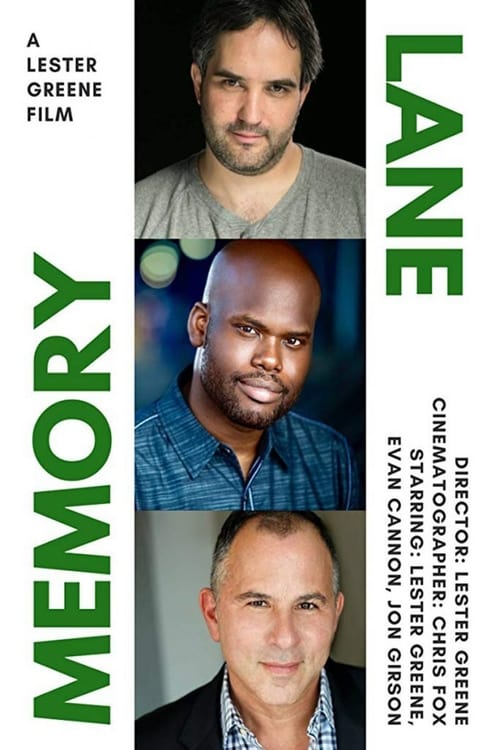 A
LESTER
GREENE
FILM
MEMORY
LANE
DIRECTOR: LESTER GREENE
CINEMATOGRAPHER: CHRIS FOX
STARRING: LESTER GREENE,
EVAN CANNON, JON GIRSON